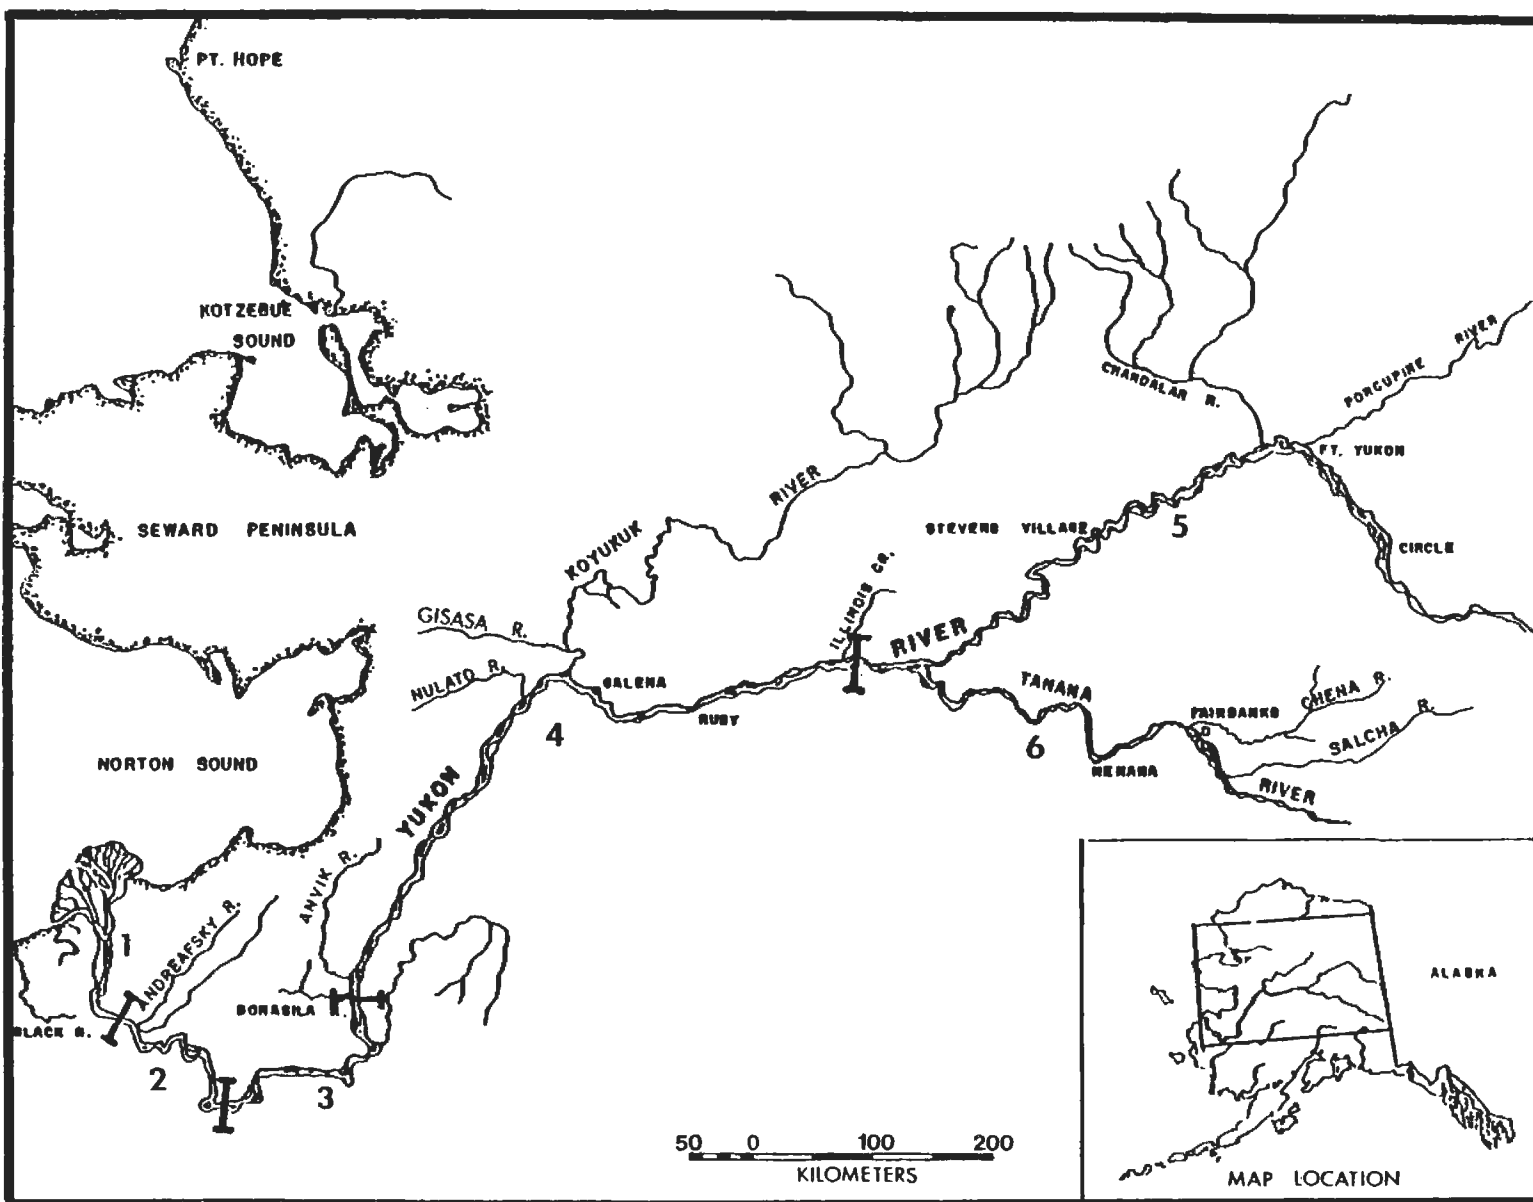 PT. HOPE
KOTZEBUE
SOUND
CHANDALAR R.
PORCUPINE RIVER
FT. YUKON
KOYUKUK RIVER
SEWARD PENINSULA
STEVENS VILLAGE
5
CIRCLE
ILLINOIS CR.
GISASA R.
NULATO R.
GALENA
RUBY
4
YUKON RIVER
TANANA RIVER
6
NENANA
FAIRBANKS
CHENA R.
SALCHA R.
NORTON SOUND
ANVIK R.
ANDREAFSKY R.
1
BONASILA R.
BLACK R.
2
3
ALASKA
50 0 100 200
KILOMETERS
MAP LOCATION